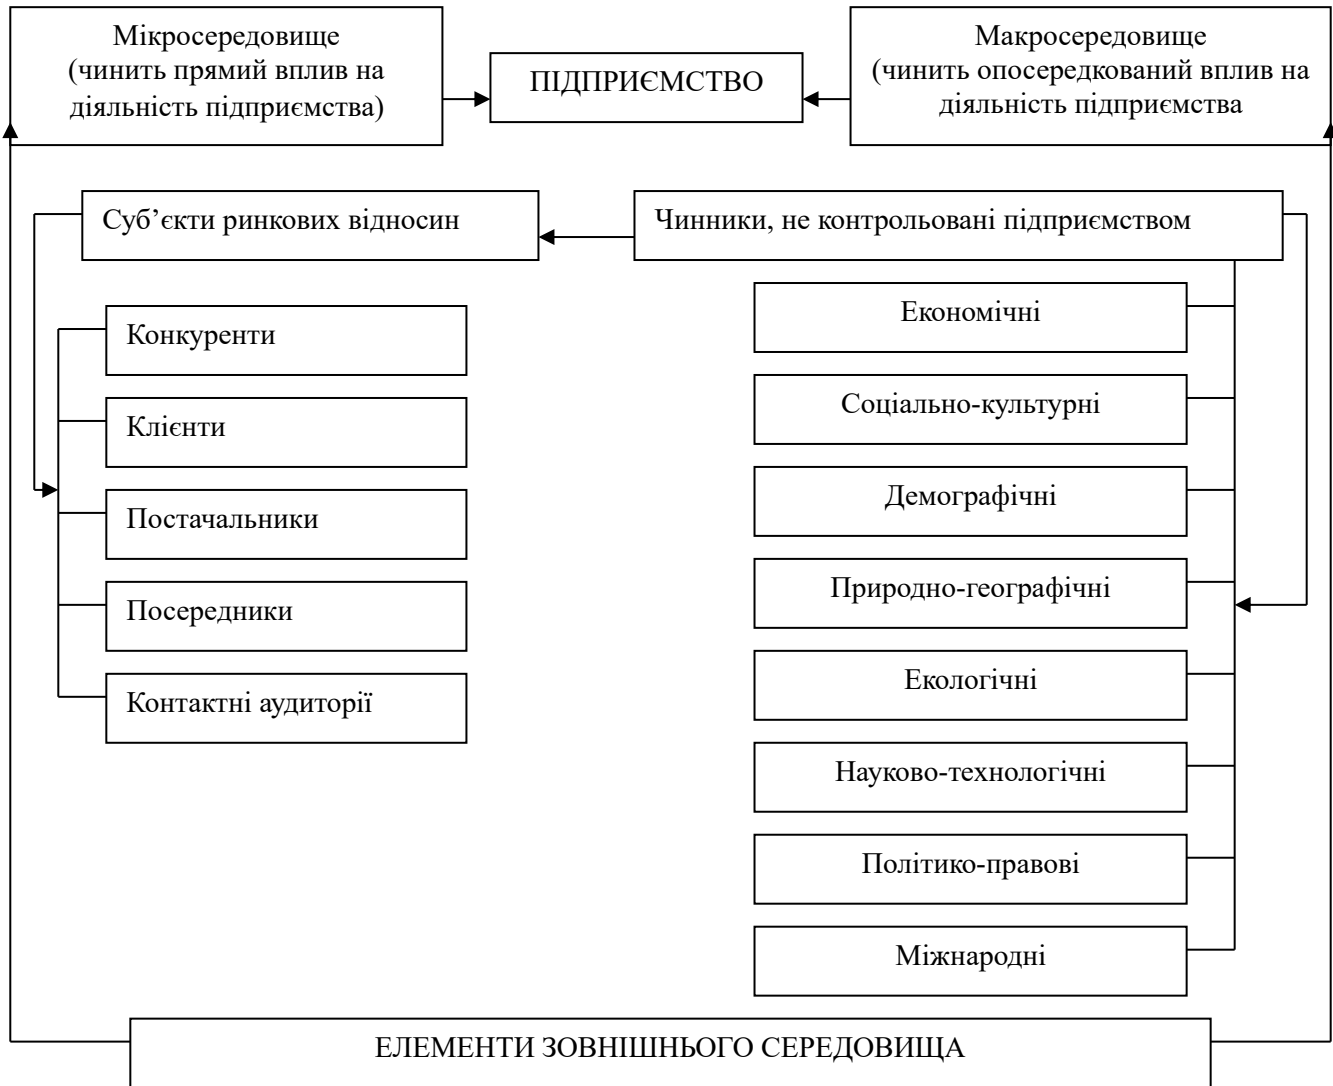 Мікросередовище
(чинить прямий вплив на
діяльність підприємства)
ПІДПРИЄМСТВО
Макросередовище
(чинить опосередкований вплив на
діяльність підприємства
Суб’єкти ринкових відносин
Чинники, не контрольовані підприємством
Конкуренти
Клієнти
Постачальники
Посередники
Контактні аудиторії
Економічні
Соціально-культурні
Демографічні
Природно-географічні
Екологічні
Науково-технологічні
Політико-правові
Міжнародні
ЕЛЕМЕНТИ ЗОВНІШНЬОГО СЕРЕДОВИЩА